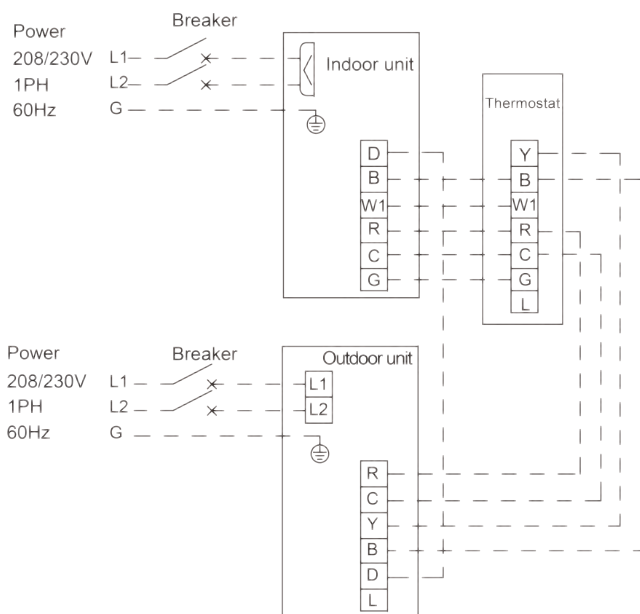 Power
Breaker
208/230V L1
1PH L2
60Hz G
Indoor unit
D
B
W1
R
C
G
Thermostat
Y
B
W1
R
C
G
L
Power
Breaker
208/230V L1
1PH L2
60Hz G
Outdoor unit
L1
L2
R
C
Y
B
D
L